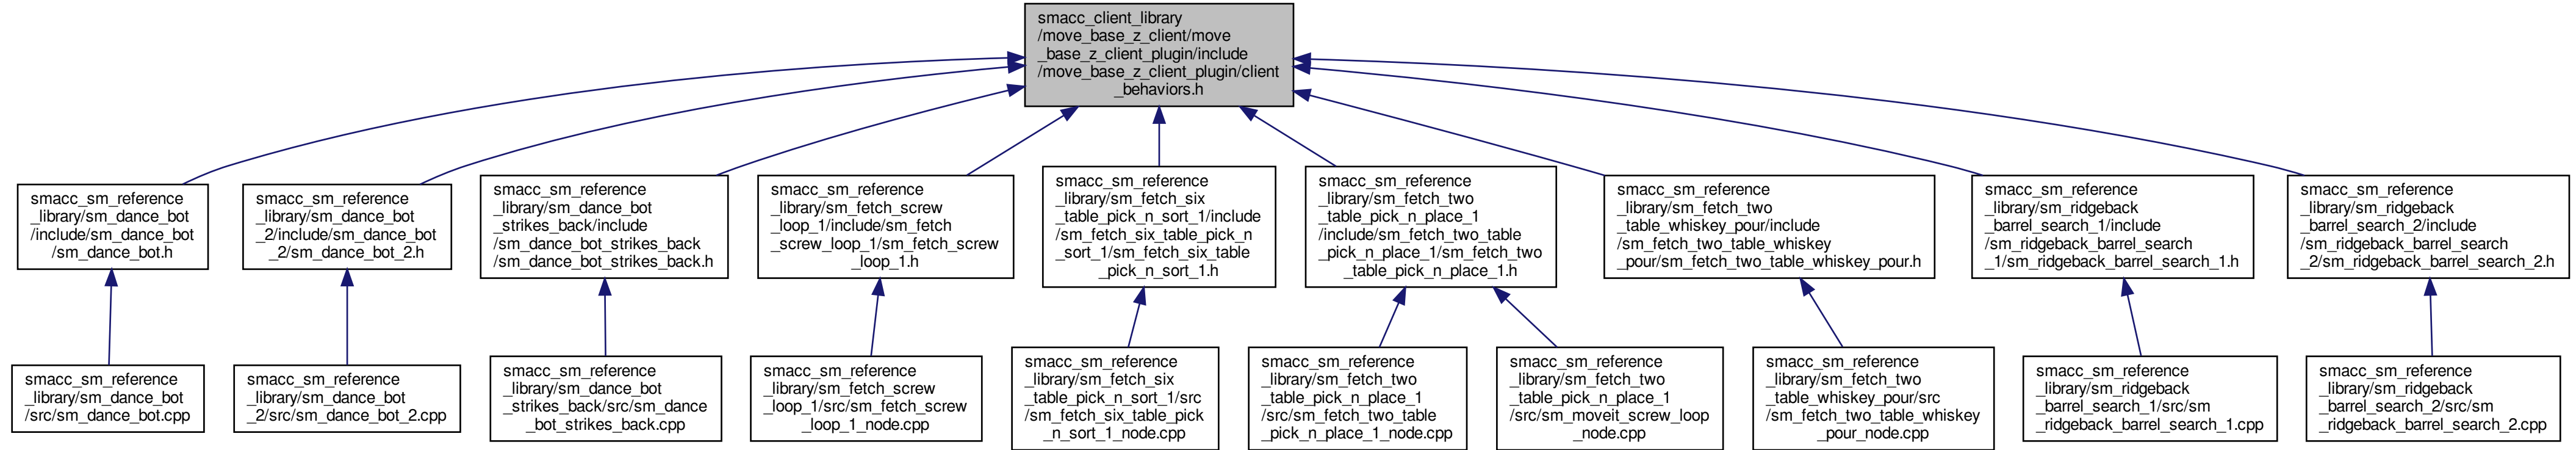 smacc_client_library
/move_base_z_client/move
_base_z_client_plugin/include
/move_base_z_client_plugin/client
_behaviors.h
smacc_sm_reference
_library/sm_dance_bot
/include/sm_dance_bot
/sm_dance_bot.h
smacc_sm_reference
_library/sm_dance_bot
_2/include/sm_dance_bot
_2/sm_dance_bot_2.h
smacc_sm_reference
_library/sm_dance_bot
_strikes_back/include
/sm_dance_bot_strikes_back
/sm_dance_bot_strikes_back.h
smacc_sm_reference
_library/sm_fetch_screw
_loop_1/include/sm_fetch
_screw_loop_1/sm_fetch_screw
_loop_1.h
smacc_sm_reference
_library/sm_fetch_six
_table_pick_n_sort_1/include
/sm_fetch_six_table_pick_n
_sort_1/sm_fetch_six_table
_pick_n_sort_1.h
smacc_sm_reference
_library/sm_fetch_two
_table_pick_n_place_1
/include/sm_fetch_two_table
_pick_n_place_1/sm_fetch_two
_table_pick_n_place_1.h
smacc_sm_reference
_library/sm_fetch_two
_table_whiskey_pour/include
/sm_fetch_two_table_whiskey
_pour/sm_fetch_two_table_whiskey_pour.h
smacc_sm_reference
_library/sm_ridgeback
_barrel_search_1/include
/sm_ridgeback_barrel_search
_1/sm_ridgeback_barrel_search_1.h
smacc_sm_reference
_library/sm_ridgeback
_barrel_search_2/include
/sm_ridgeback_barrel_search
_2/sm_ridgeback_barrel_search_2.h
smacc_sm_reference
_library/sm_dance_bot
/src/sm_dance_bot.cpp
smacc_sm_reference
_library/sm_dance_bot
_2/src/sm_dance_bot_2.cpp
smacc_sm_reference
_library/sm_dance_bot
_strikes_back/src/sm_dance
_bot_strikes_back.cpp
smacc_sm_reference
_library/sm_fetch_screw
_loop_1/src/sm_fetch_screw
_loop_1_node.cpp
smacc_sm_reference
_library/sm_fetch_six
_table_pick_n_sort_1/src
/sm_fetch_six_table_pick
_n_sort_1_node.cpp
smacc_sm_reference
_library/sm_fetch_two
_table_pick_n_place_1
/src/sm_fetch_two_table
_pick_n_place_1_node.cpp
smacc_sm_reference
_library/sm_fetch_two
_table_pick_n_place_1
/src/sm_moveit_screw_loop
_node.cpp
smacc_sm_reference
_library/sm_fetch_two
_table_whiskey_pour/src
/sm_fetch_two_table_whiskey
_pour_node.cpp
smacc_sm_reference
_library/sm_ridgeback
_barrel_search_1/src/sm
_ridgeback_barrel_search_1.cpp
smacc_sm_reference
_library/sm_ridgeback
_barrel_search_2/src/sm
_ridgeback_barrel_search_2.cpp